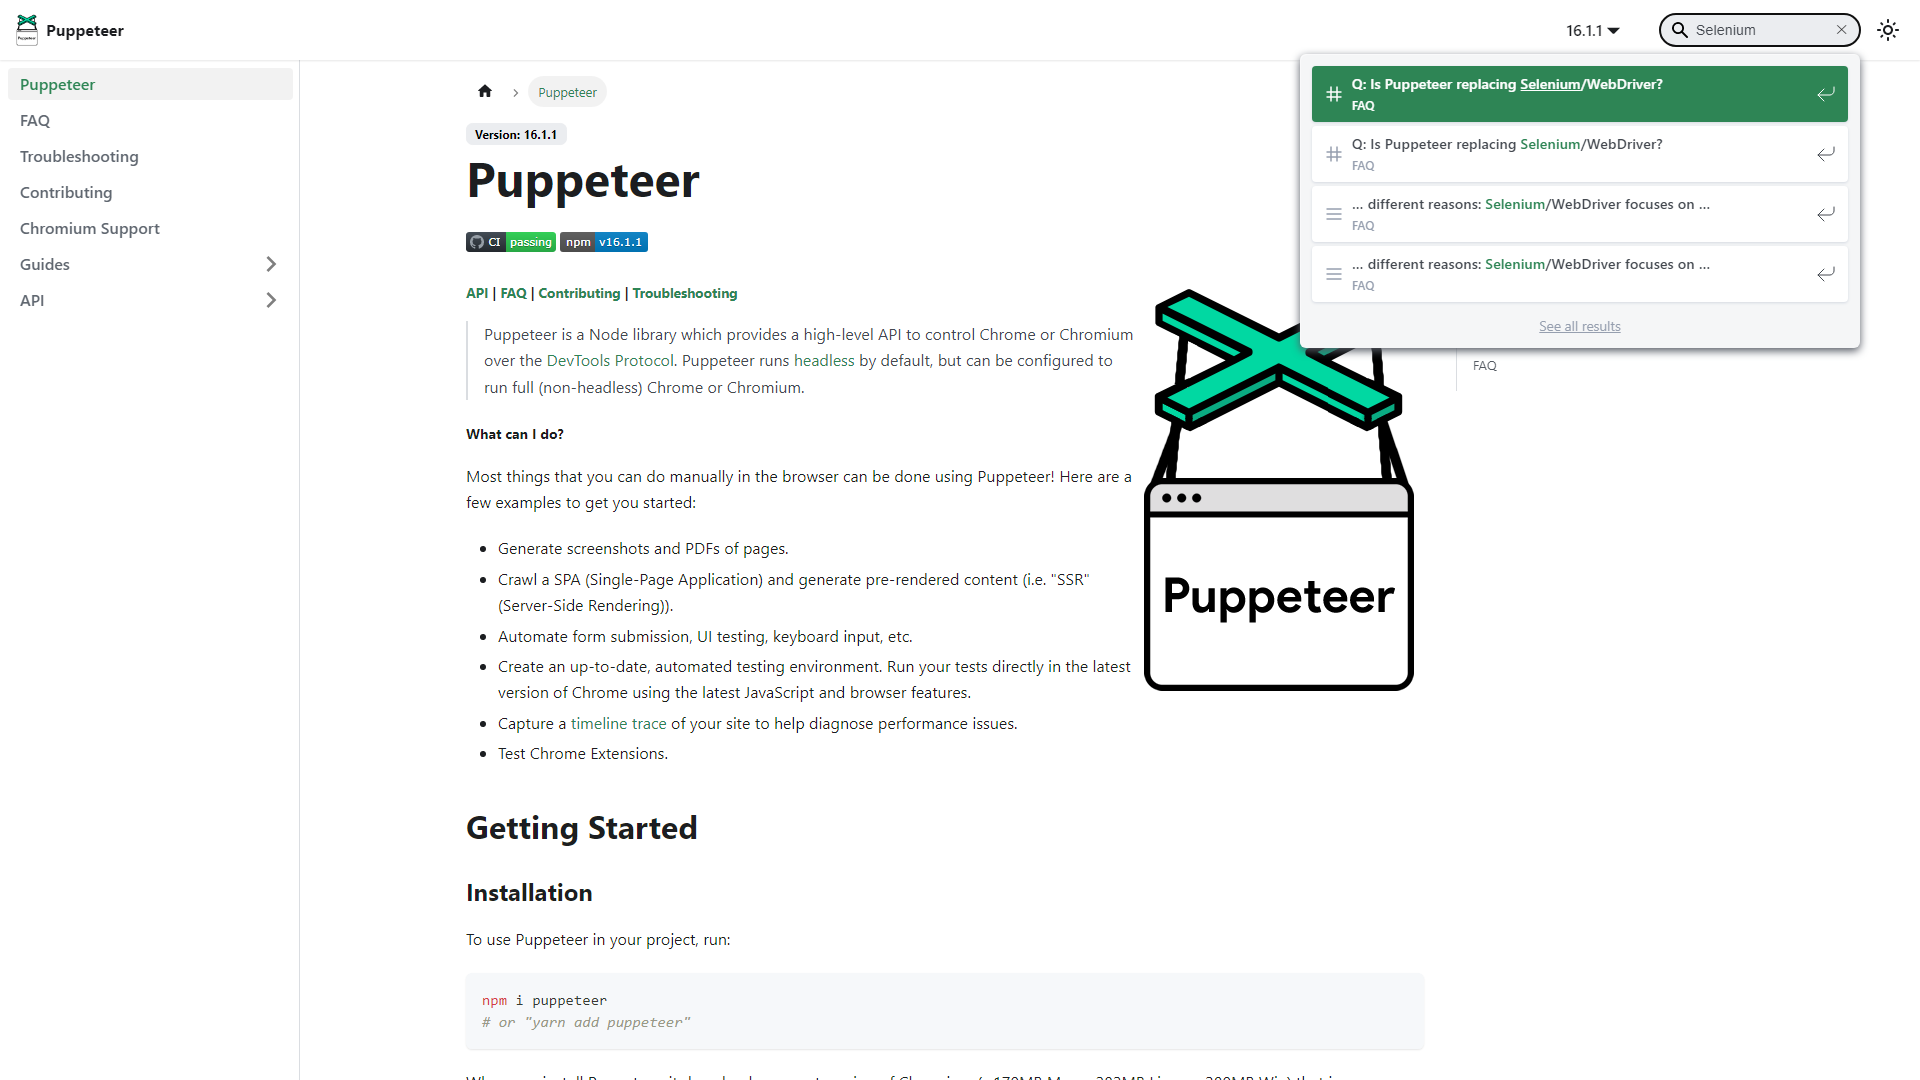 Puppeteer
16.1.1
Selenium
Puppeteer
FAQ
Troubleshooting
Contributing
Chromium Support
Guides
API
Puppeteer
Version: 16.1.1
Puppeteer
CI passing npm v16.1.1
API | FAQ | Contributing | Troubleshooting
Puppeteer is a Node library which provides a high-level API to control Chrome or Chromium
over the DevTools Protocol. Puppeteer runs headless by default, but can be configured to
run full (non-headless) Chrome or Chromium.
What can I do?
Most things that you can do manually in the browser can be done using Puppeteer! Here are a
few examples to get you started:
Generate screenshots and PDFs of pages.
Crawl a SPA (Single-Page Application) and generate pre-rendered content (i.e. "SSR"
(Server-Side Rendering)).
Automate form submission, UI testing, keyboard input, etc.
Create an up-to-date, automated testing environment. Run your tests directly in the latest
version of Chrome using the latest JavaScript and browser features.
Capture a timeline trace of your site to help diagnose performance issues.
Test Chrome Extensions.
Puppeteer
Getting Started
Installation
To use Puppeteer in your project, run:
npm i puppeteer
# or "yarn add puppeteer"
Q: Is Puppeteer replacing Selenium/WebDriver?
FAQ
Q: Is Puppeteer replacing Selenium/WebDriver?
FAQ
... different reasons: Selenium/WebDriver focuses on ...
FAQ
... different reasons: Selenium/WebDriver focuses on ...
FAQ
See all results
FAQ